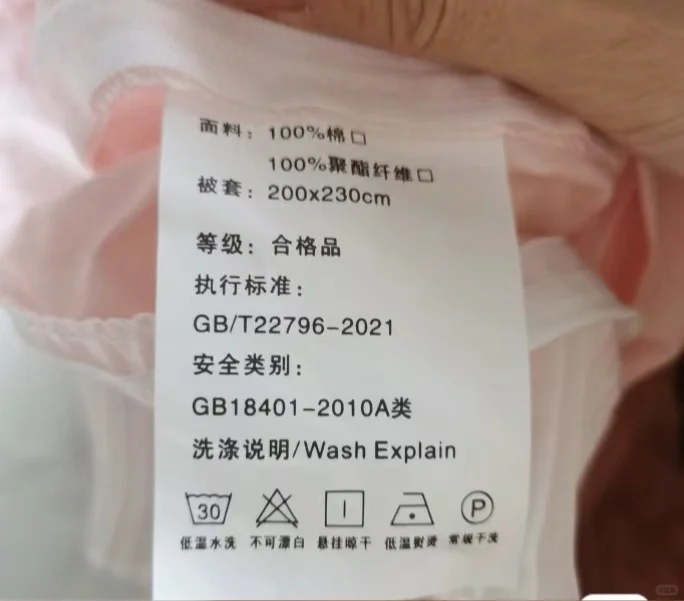 面料：100%棉□
100%聚酯纤维□
被套：200x230cm
等级：合格品
执行标准：
GB/T22796-2021
安全类别：
GB18401-2010A类
洗涤说明/Wash Explain
30 P
低温水洗 不可漂白 悬挂晾干 低温熨烫 常规干洗